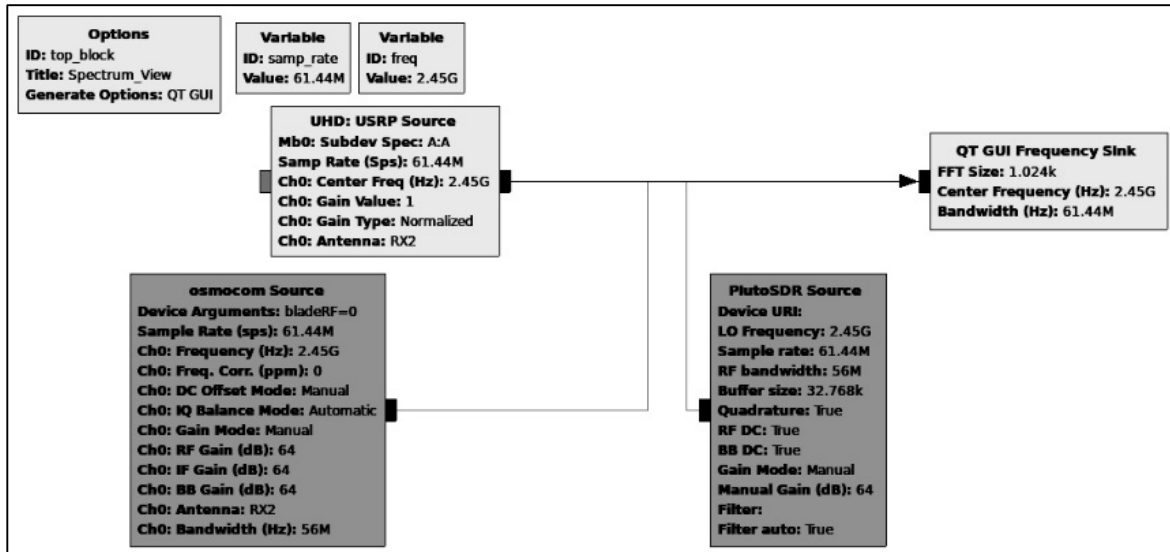 Options
ID: top_block
Title: Spectrum_View
Generate Options: QT GUI
Variable
ID: samp_rate
Value: 61.44M
Variable
ID: freq
Value: 2.45G
UHD: USRP Source
Mb0: Subdev Spec: A:A
Samp Rate (Sps): 61.44M
Ch0: Center Freq (Hz): 2.45G
Ch0: Gain Value: 1
Ch0: Gain Type: Normalized
Ch0: Antenna: RX2
QT GUI Frequency Sink
FFT Size: 1.024k
Center Frequency (Hz): 2.45G
Bandwidth (Hz): 61.44M
osmocom Source
Device Arguments: bladeRF=0
Sample Rate (sps): 61.44M
Ch0: Frequency (Hz): 2.45G
Ch0: Freq. Corr. (ppm): 0
Ch0: DC Offset Mode: Manual
Ch0: IQ Balance Mode: Automatic
Ch0: Gain Mode: Manual
Ch0: RF Gain (dB): 64
Ch0: IF Gain (dB): 64
Ch0: BB Gain (dB): 64
Ch0: Antenna: RX2
Ch0: Bandwidth (Hz): 56M
PlutoSDR Source
Device URI:
LO Frequency: 2.45G
Sample rate: 61.44M
RF bandwidth: 56M
Buffer size: 32.768k
Quadrature: True
RF DC: True
BB DC: True
Gain Mode: Manual
Manual Gain (dB): 64
Filter:
Filter auto: True